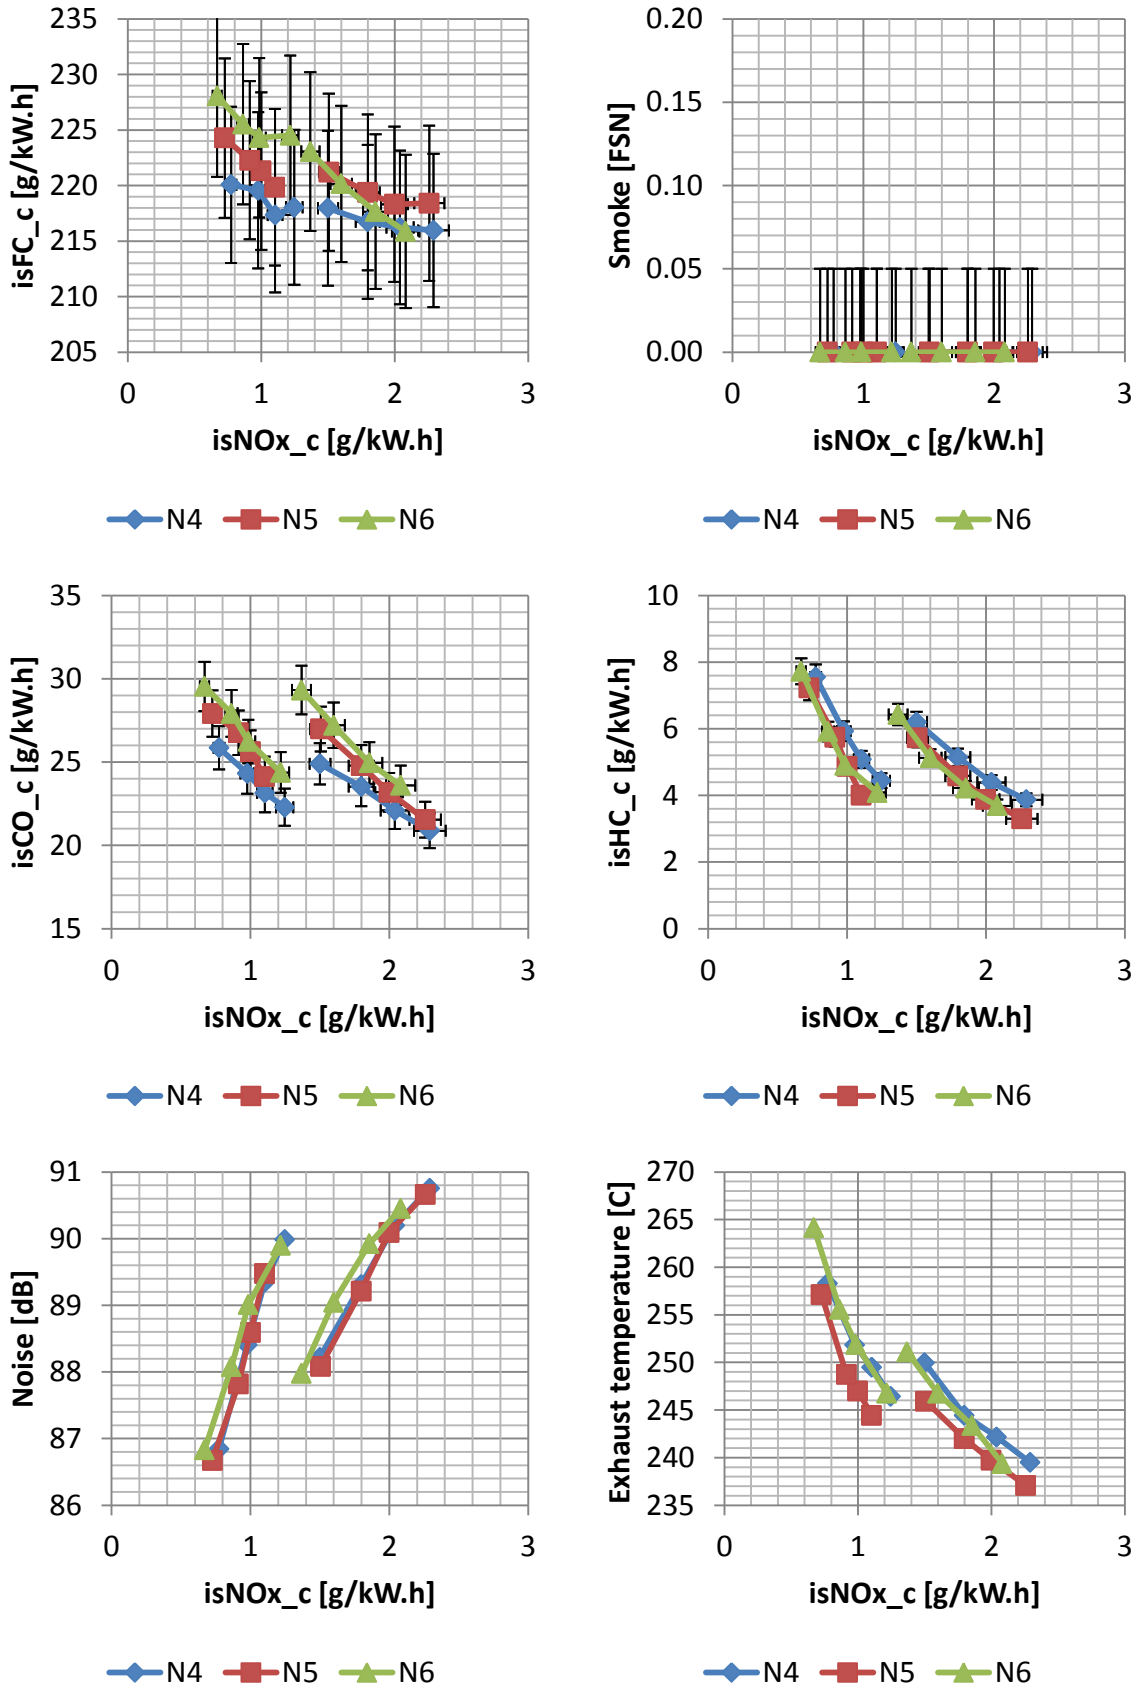 isFC_c [g/kW.h]
235
230
225
220
215
210
205
0 1 2 3
isNOx_c [g/kW.h]
N4 N5 N6
Smoke [FSN]
0.20
0.15
0.10
0.05
0.00
0 1 2 3
isNOx_c [g/kW.h]
N4 N5 N6
isCO_c [g/kW.h]
35
30
25
20
15
0 1 2 3
isNOx_c [g/kW.h]
N4 N5 N6
isHC_c [g/kW.h]
10
8
6
4
2
0
0 1 2 3
isNOx_c [g/kW.h]
N4 N5 N6
Noise [dB]
91
90
89
88
87
86
0 1 2 3
isNOx_c [g/kW.h]
N4 N5 N6
Exhaust temperature [C]
270
265
260
255
250
245
240
235
0 1 2 3
isNOx_c [g/kW.h]
N4 N5 N6